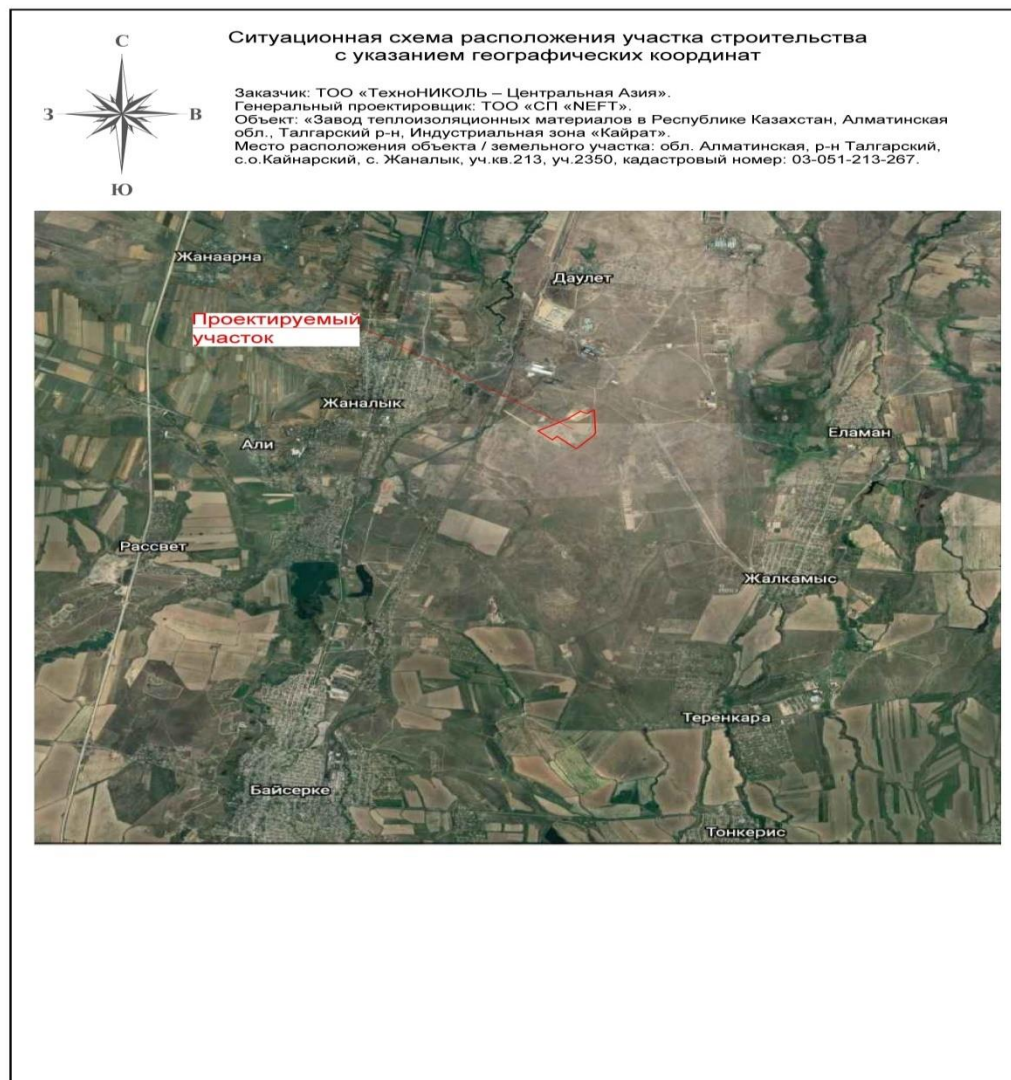 Ситуационная схема расположения участка строительства
с указанием географических координат
С
З
В
Ю
Заказчик: ТОО «ТехноНИКОЛЬ – Центральная Азия».
Генеральный проектировщик: ТОО «СП «NEFT».
Объект: «Завод теплоизоляционных материалов в Республике Казахстан, Алматинская
обл., Талгарский р-н, Индустриальная зона «Кайрат».
Место расположения объекта / земельного участка: обл. Алматинская, р-н Талгарский,
с.о.Кайнарский, с. Жаналык, уч.кв.213, уч.2350, кадастровый номер: 03-051-213-267.
Жанаарна
Даулет
Проектируемый
участок
Жаналык
Али
Еламан
Рассвет
Жалкамыс
Теренкара
Байсерке
Тонкерис